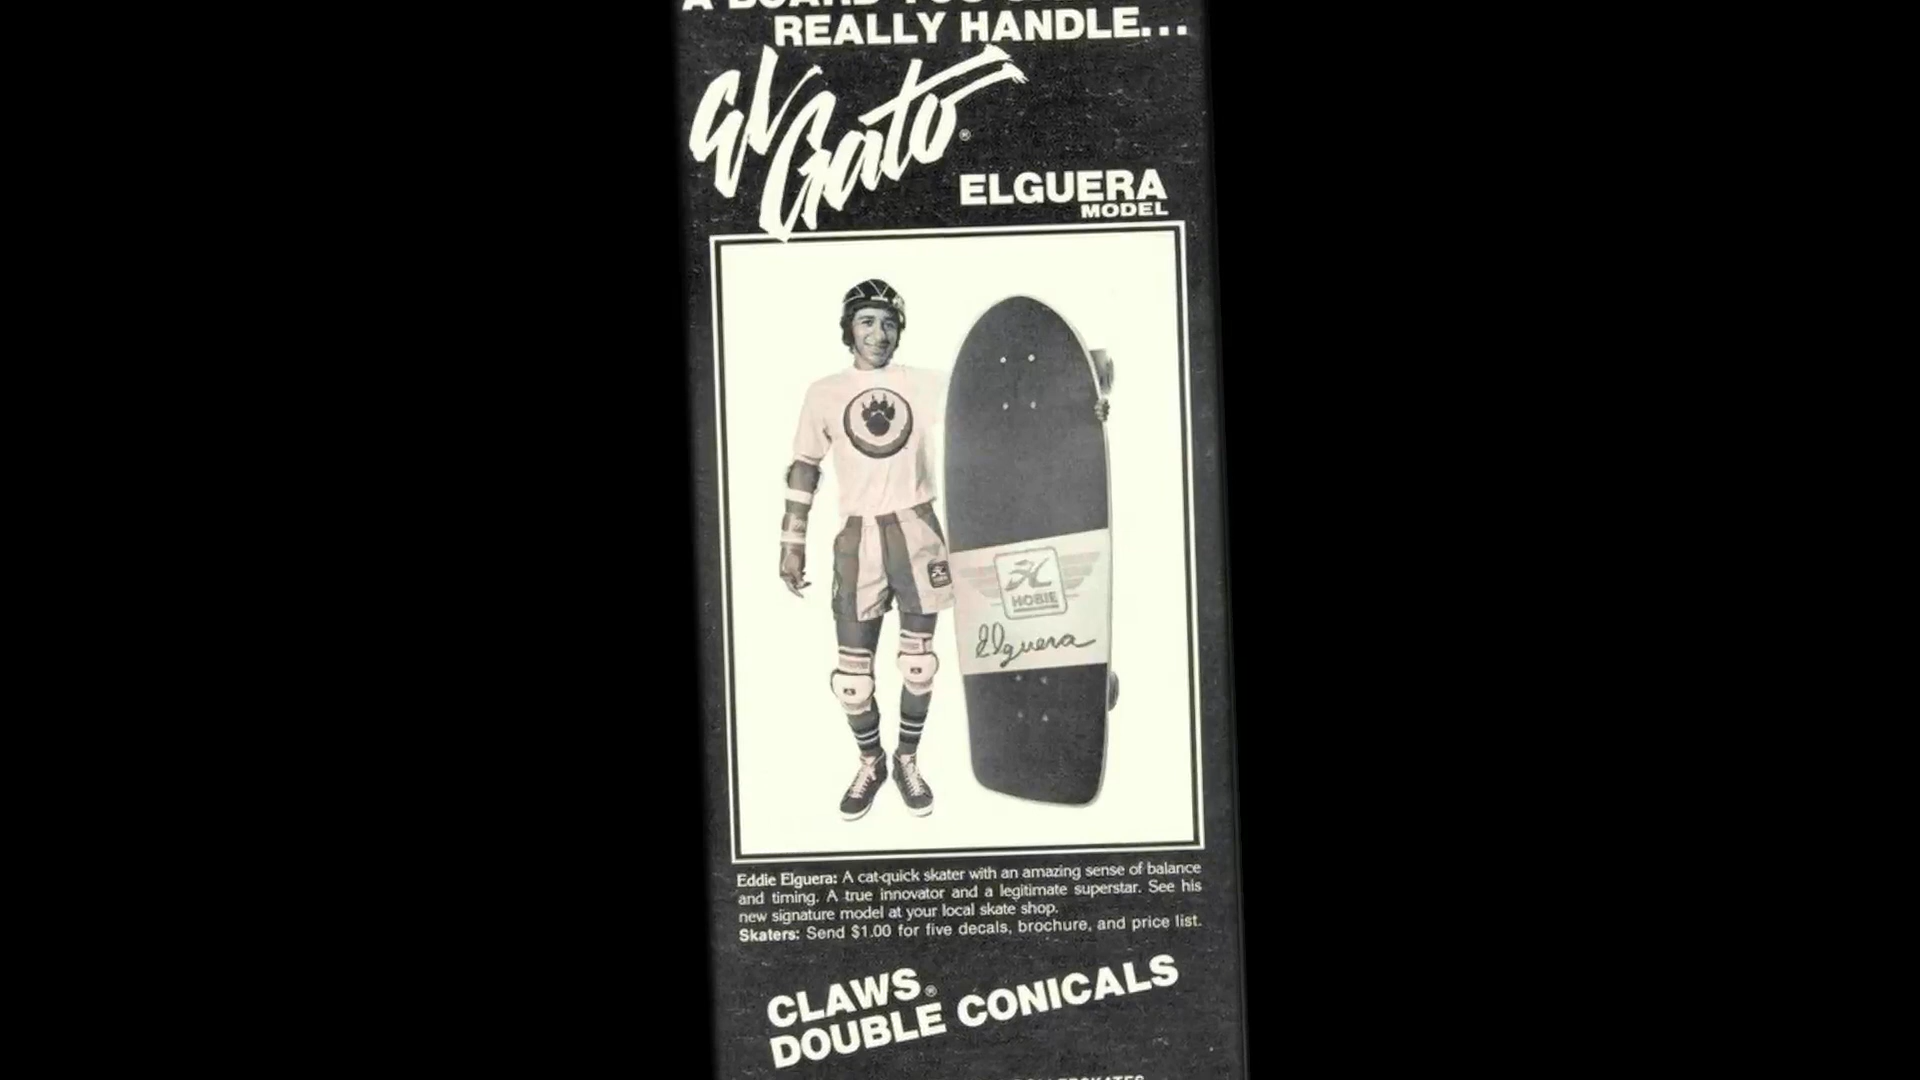 A BOARD YOU
REALLY HANDLE...
El Gato®
ELGUERA
MODEL
HOBIE
Elguera
Eddie Elguera: A cat-quick skater with an amazing sense of balance
and timing. A true innovator and a legitimate superstar. See his
new signature model at your local skate shop.
Skaters: Send $1.00 for five decals, brochure, and price list.
CLAWS®
DOUBLE CONICALS